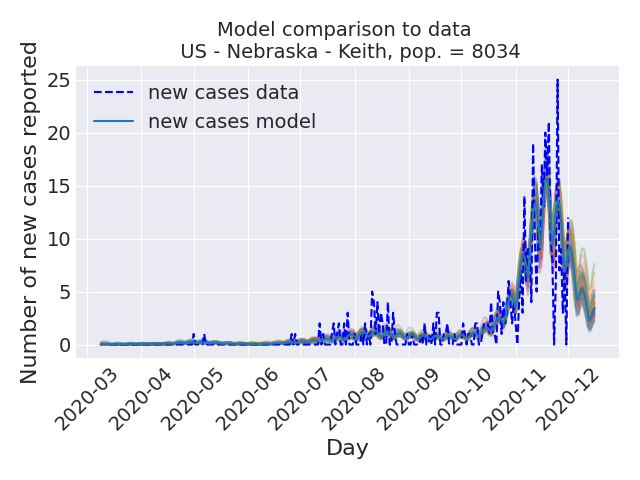 Model comparison to data
US - Nebraska - Keith, pop. = 8034
Number of new cases reported
25
20
15
10
5
0
new cases data
new cases model
2020-03
2020-04
2020-05
2020-06
2020-07
2020-08
2020-09
2020-10
2020-11
2020-12
Day